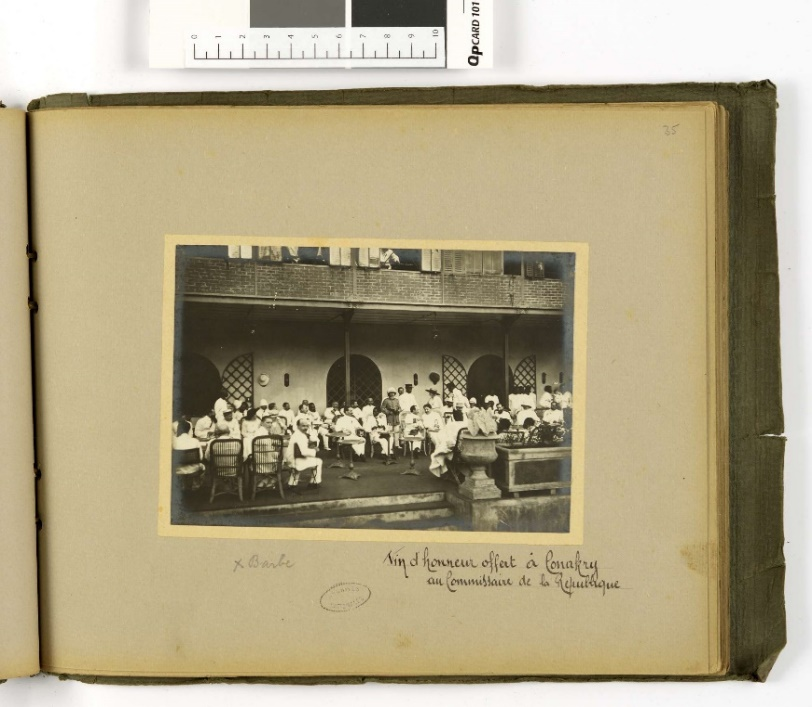 0 1 2 3 4 5 6 7 8 9 10
QPCARD 101
35
x Barbe
Vin d'honneur offert à Conakry
au Commissaire de la République